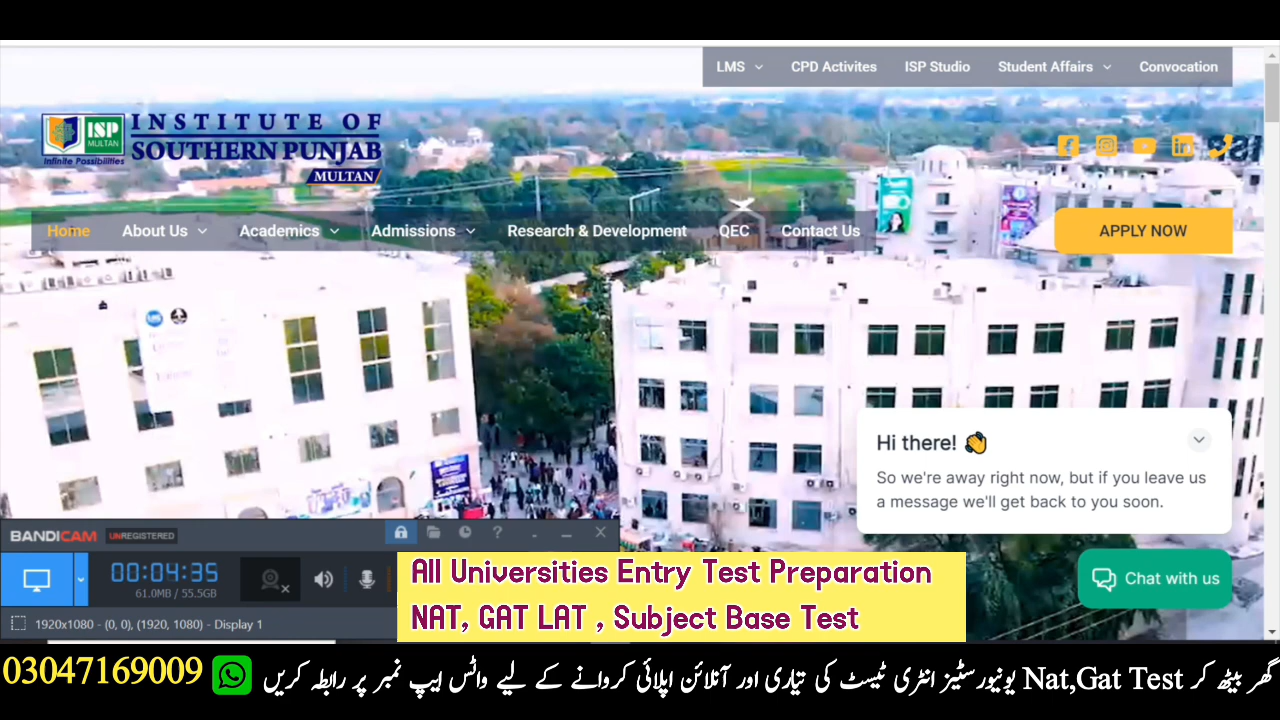 LMS CPD Activites ISP Studio Student Affairs Convocation
ISP
MULTAN
Infinite Possibilities
INSTITUTE OF
SOUTHERN PUNJAB
MULTAN
Home About Us Academics Admissions Research & Development QEC Contact Us
APPLY NOW
Hi there! 👋
So we're away right now, but if you leave us
a message we'll get back to you soon.
Chat with us
BANDICAM UNREGISTERED
00:04:35
61.0MB / 55.5GB
1920x1080 - (0, 0), (1920, 1080) - Display 1
All Universities Entry Test Preparation
NAT, GAT LAT , Subject Base Test
گھر بیٹھ کر Nat,Gat Test یونیورسٹیز انٹری ٹیسٹ کی تیاری اور آنلائن اپلائی کروانے کے لیے واٹس ایپ نمبر پر رابطہ کریں
03047169009